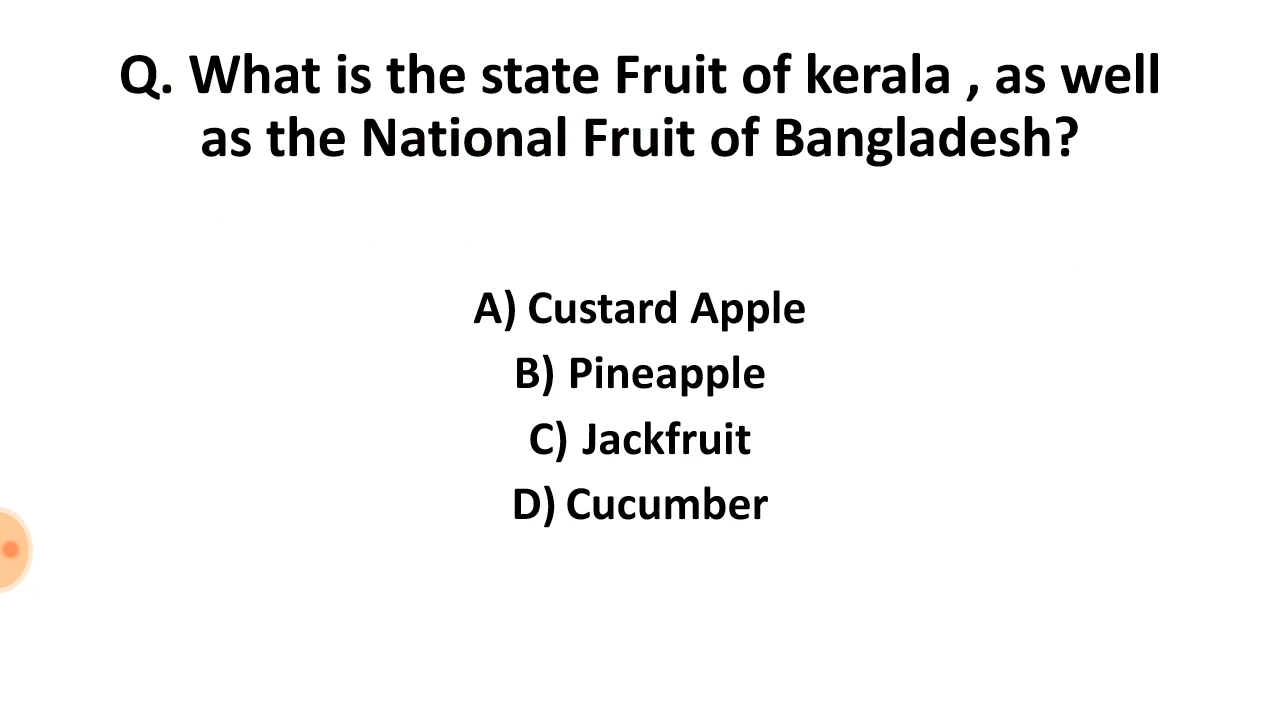 Q. What is the state Fruit of kerala , as well
as the National Fruit of Bangladesh?
A) Custard Apple
B) Pineapple
C) Jackfruit
D) Cucumber